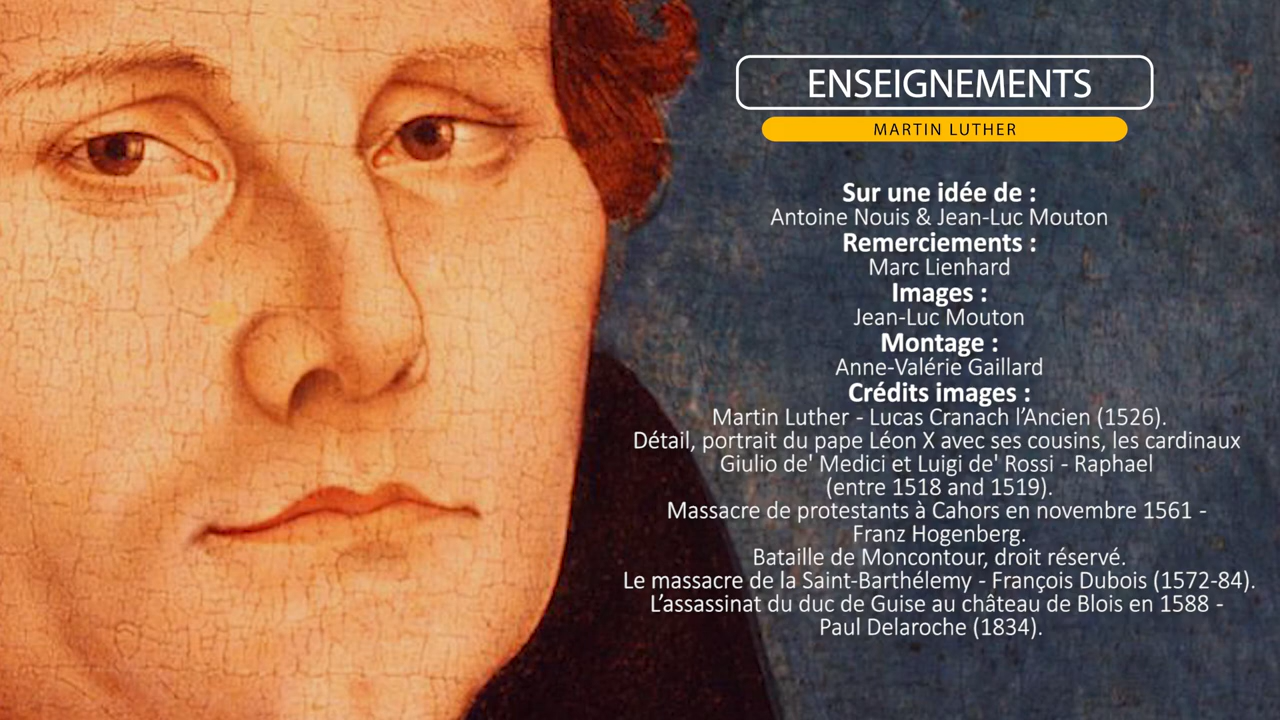 ENSEIGNEMENTS
MARTIN LUTHER
Sur une idée de :
Antoine Nouis & Jean-Luc Mouton
Remerciements :
Marc Lienhard
Images :
Jean-Luc Mouton
Montage :
Anne-Valérie Gaillard
Crédits images :
Martin Luther - Lucas Cranach l’Ancien (1526).
Détail, portrait du pape Léon X avec ses cousins, les cardinaux
Giulio de' Medici et Luigi de' Rossi - Raphael
(entre 1518 and 1519).
Massacre de protestants à Cahors en novembre 1561 -
Franz Hogenberg.
Bataille de Moncontour, droit réservé.
Le massacre de la Saint-Barthélemy - François Dubois (1572-84).
L’assassinat du duc de Guise au château de Blois en 1588 -
Paul Delaroche (1834).